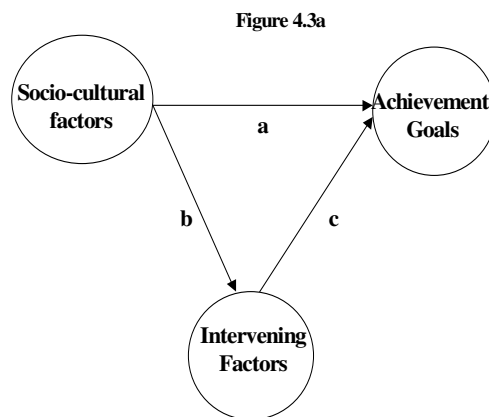 Figure 4.3a
Socio-cultural
factors
Achievement
Goals
a
b
c
Intervening
Factors